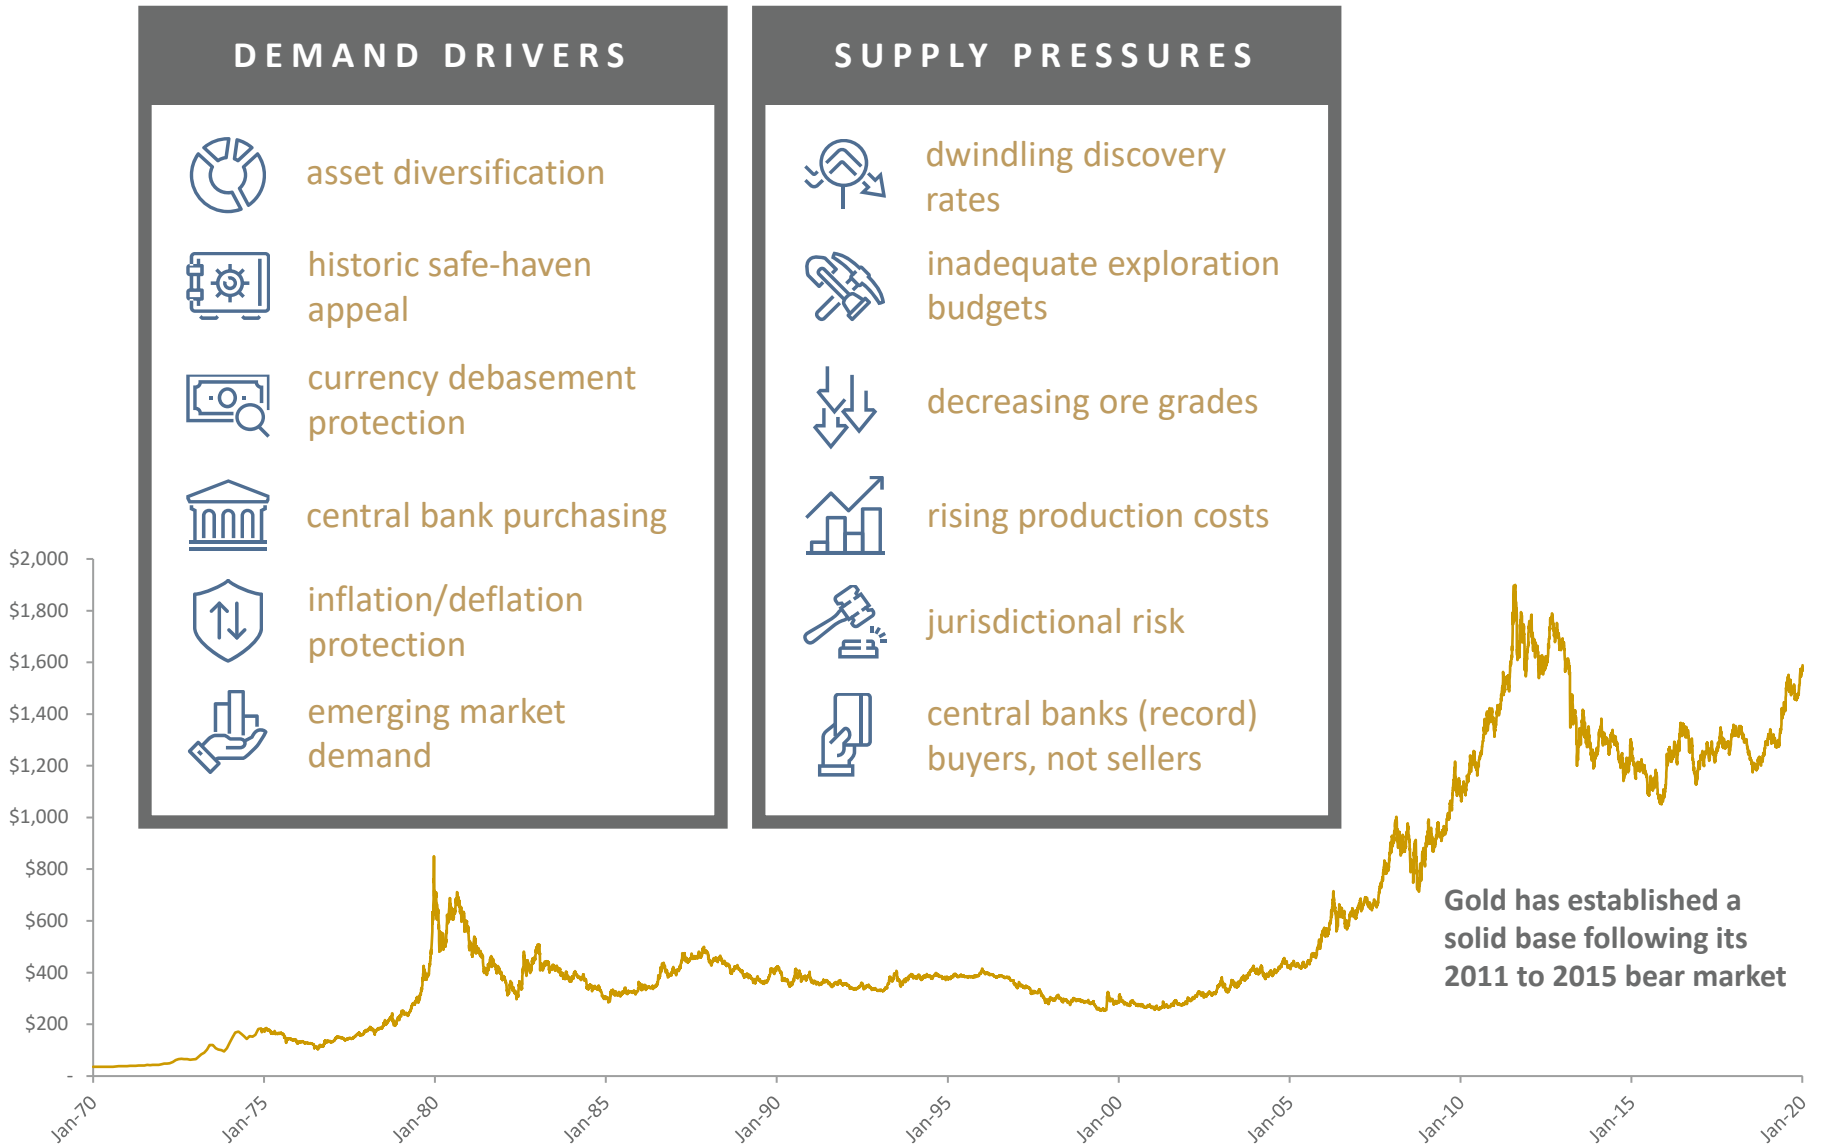 DEMAND DRIVERS
asset diversification
historic safe-haven
appeal
currency debasement
protection
central bank purchasing
inflation/deflation
protection
emerging market
demand
SUPPLY PRESSURES
dwindling discovery
rates
inadequate exploration
budgets
decreasing ore grades
rising production costs
jurisdictional risk
central banks (record)
buyers, not sellers
$2,000
$1,800
$1,600
$1,400
$1,200
$1,000
$800
$600
$400
$200
-
Gold has established a
solid base following its
2011 to 2015 bear market
Jan-70
Jan-75
Jan-80
Jan-85
Jan-90
Jan-95
Jan-00
Jan-05
Jan-10
Jan-15
Jan-20